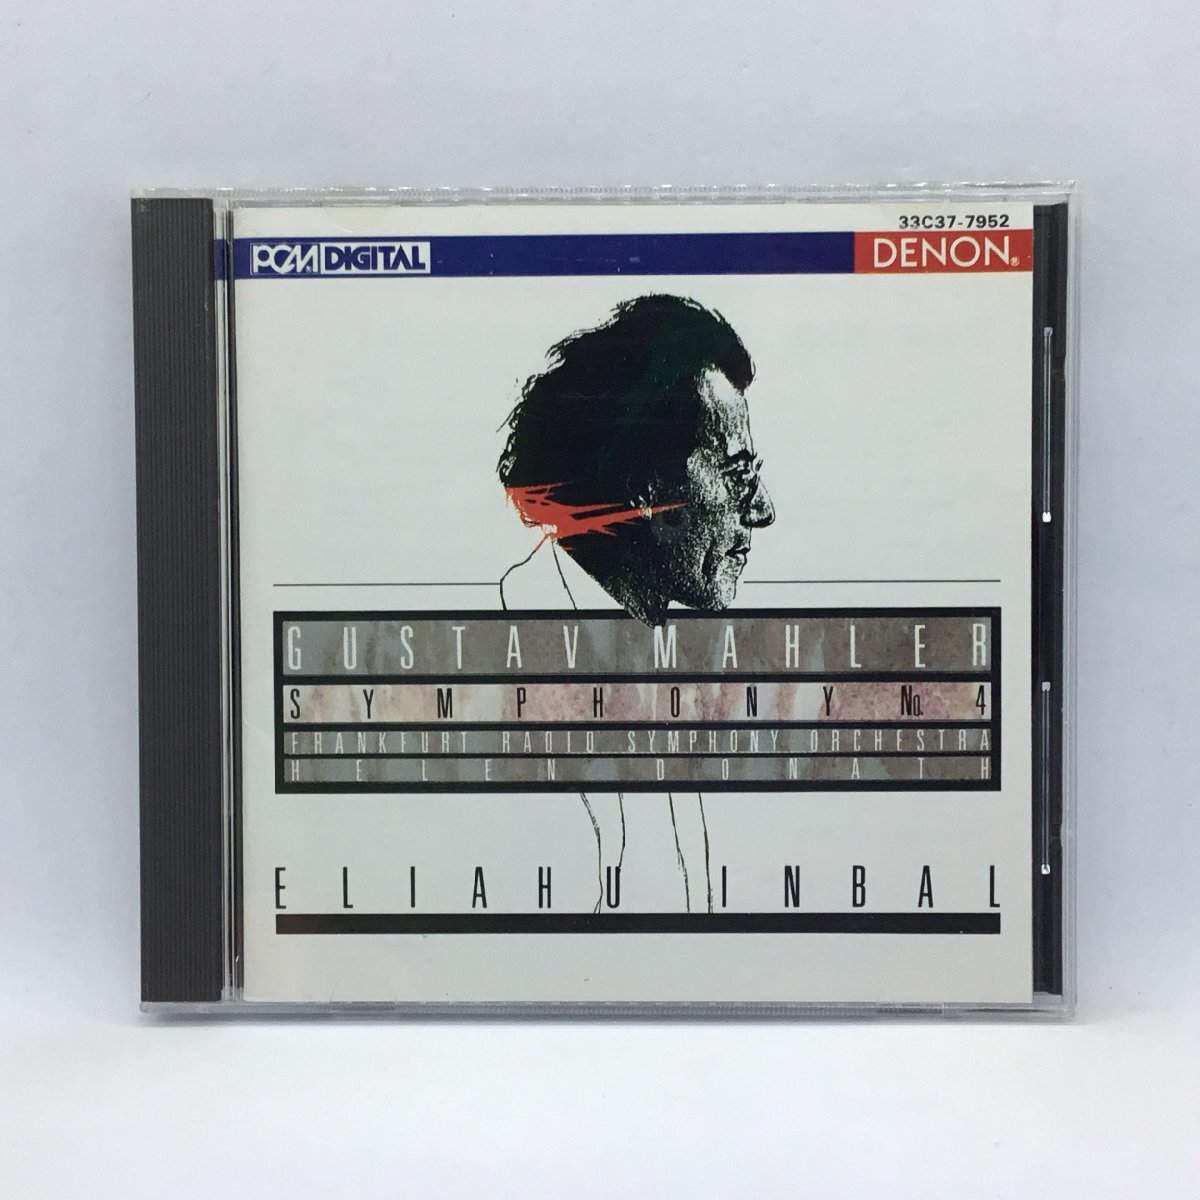 33C37-7952
PCM DIGITAL DENON®
GUSTAV MAHLER
SYMPHONY No. 4
FRANKFURT RADIO SYMPHONY ORCHESTRA
HELEN DONATH
ELIAHU INBAL